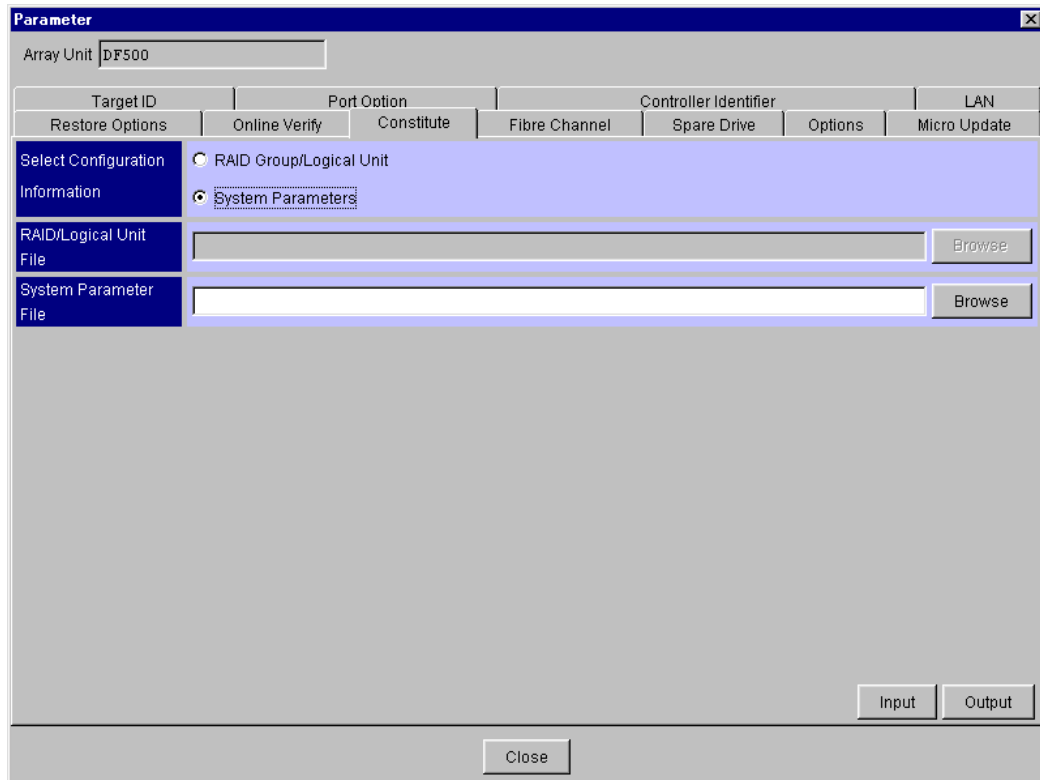 Parameter
Array Unit DF500
Target ID Port Option Controller Identifier LAN
Restore Options Online Verify Constitute Fibre Channel Spare Drive Options Micro Update
Select Configuration
Information
RAID Group/Logical Unit
System Parameters
RAID/Logical Unit
File
Browse
System Parameter
File
Browse
Input Output
Close